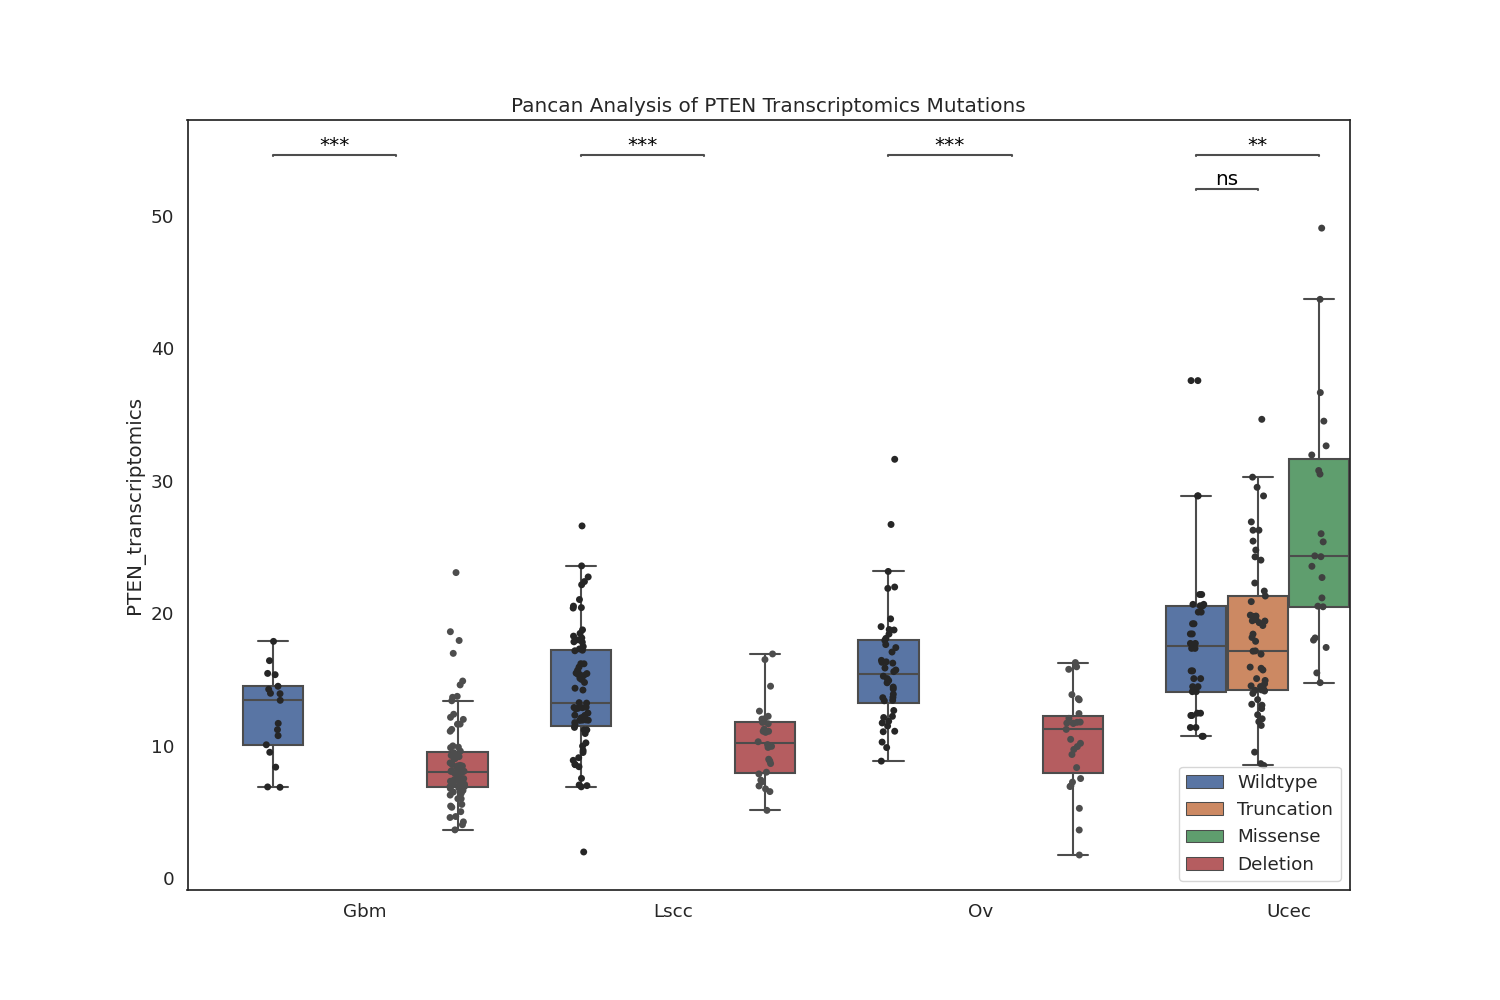 Pancan Analysis of PTEN Transcriptomics Mutations
*** *** *** **
ns
PTEN_transcriptomics
50
40
30
20
10
0
Wildtype
Truncation
Missense
Deletion
Gbm Lscc Ov Ucec